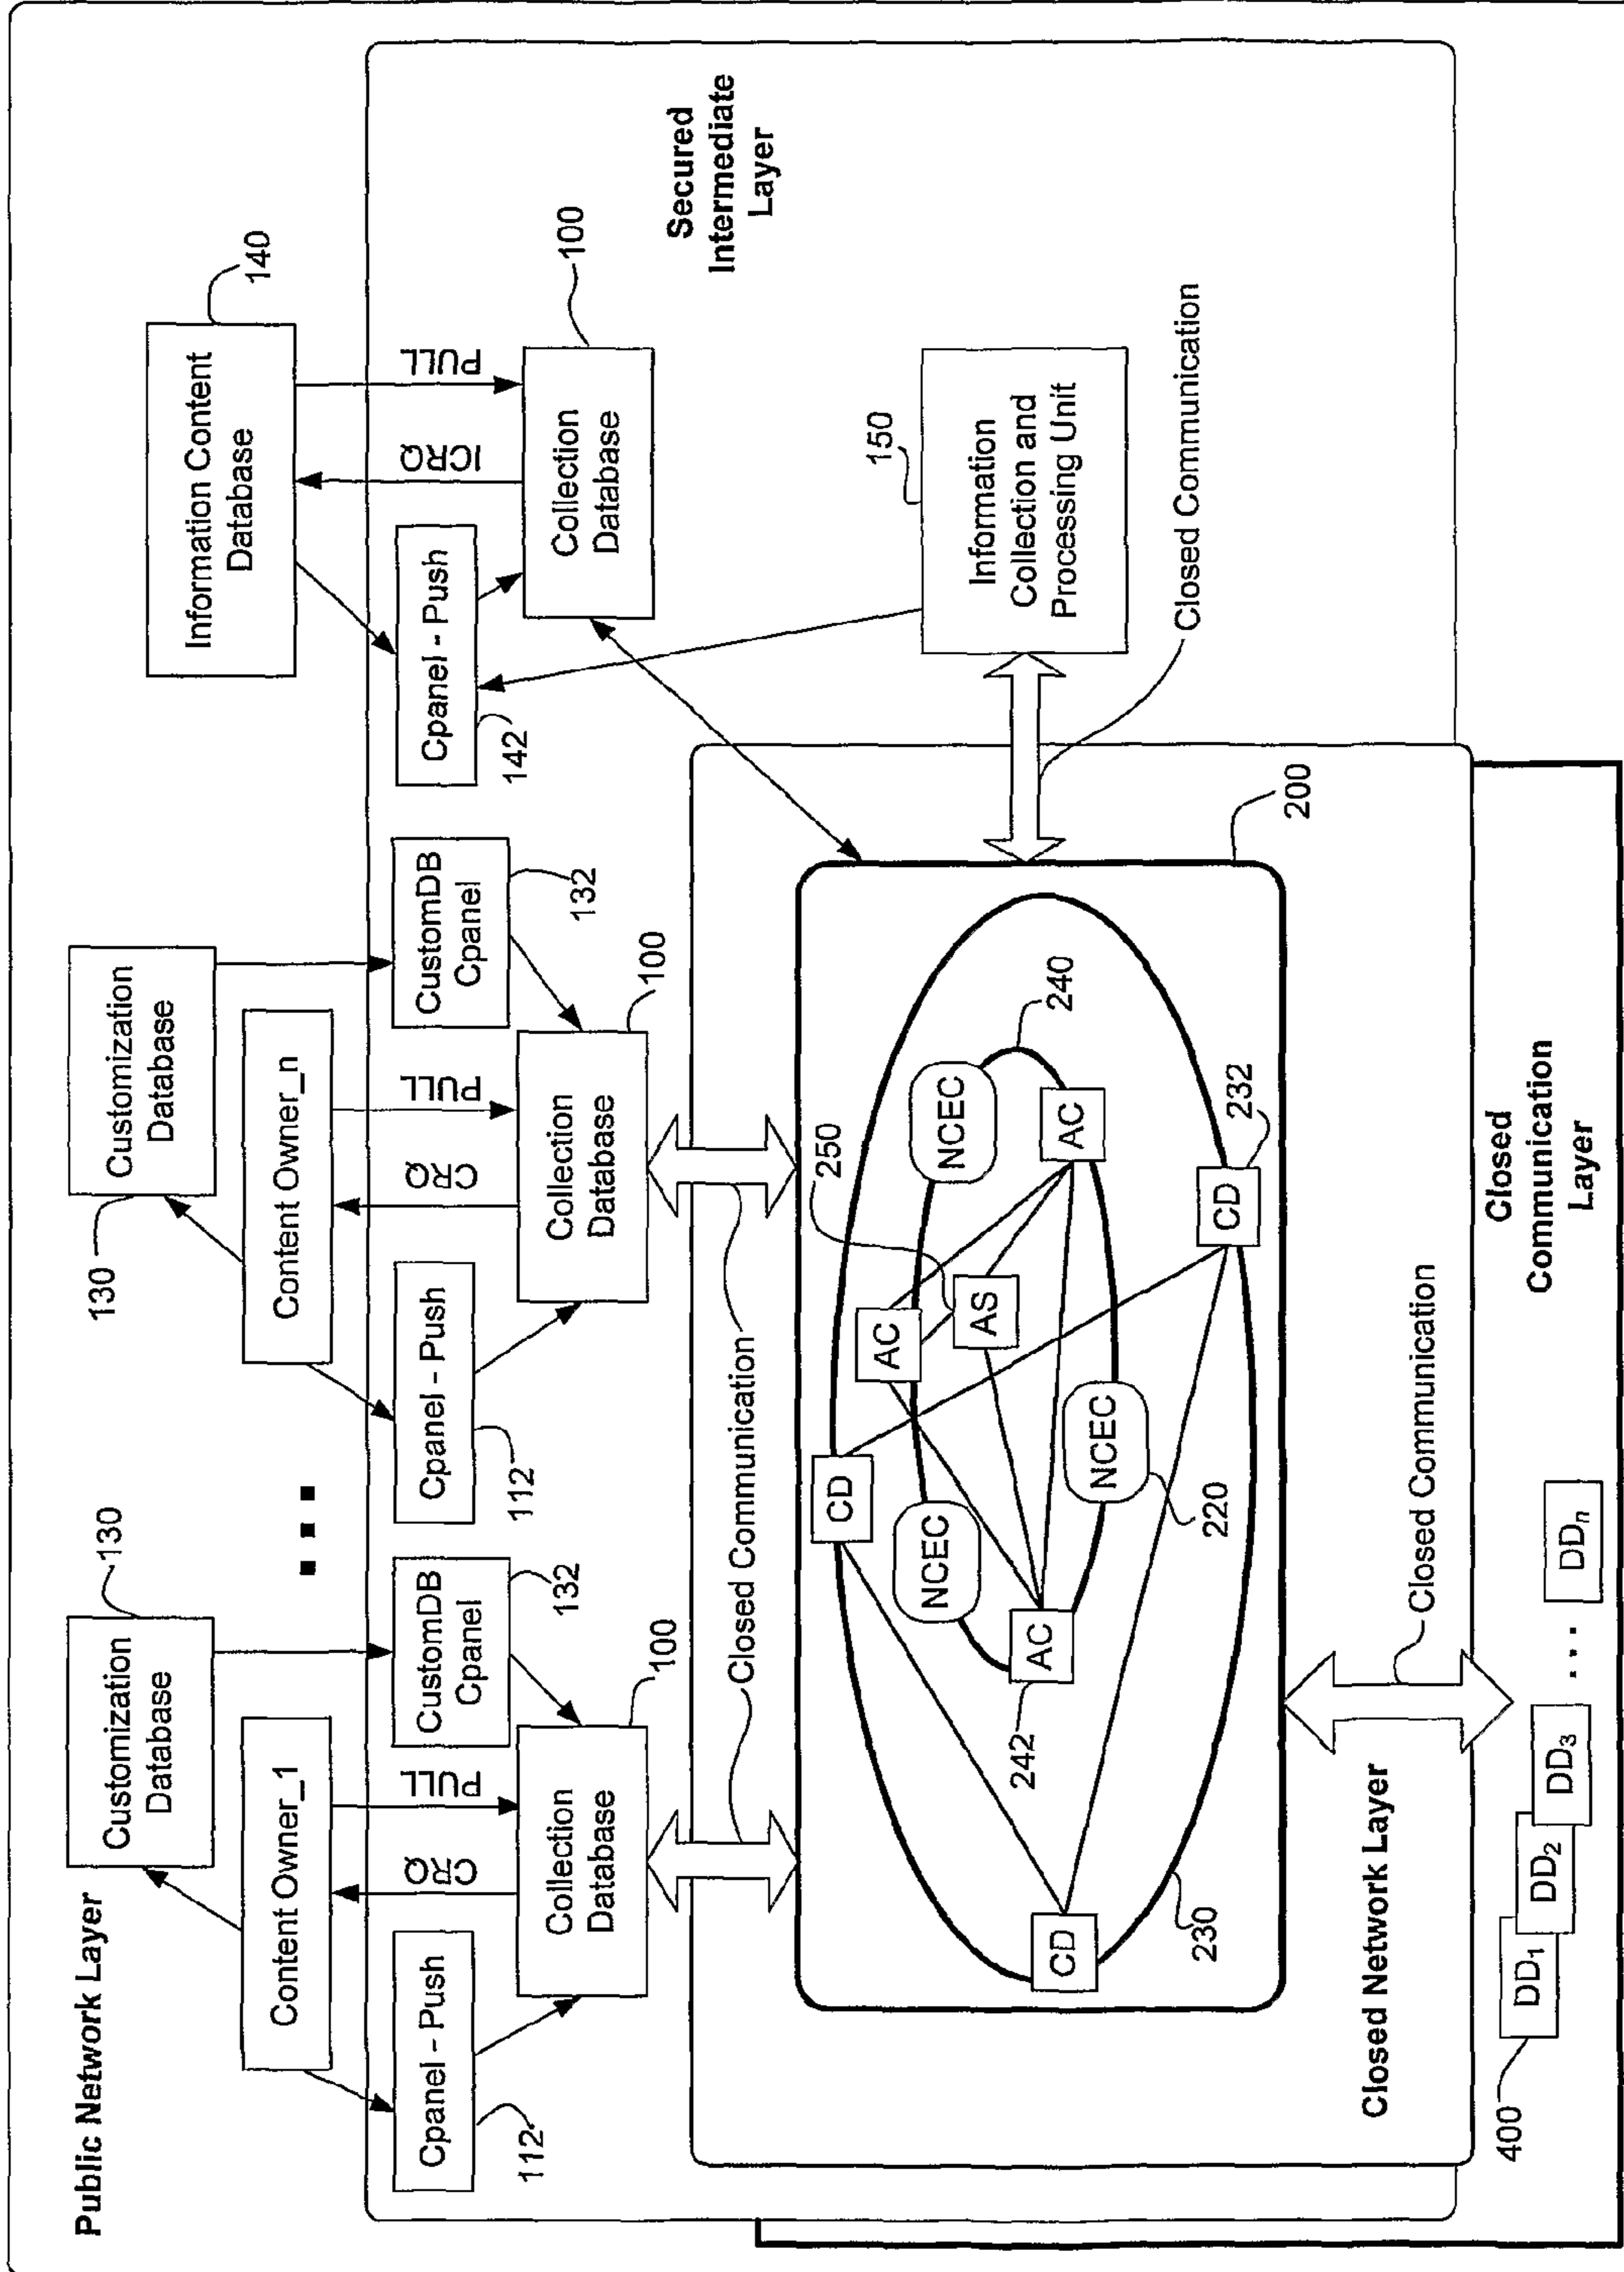 Public Network Layer
Customization
Database
130
Content Owner_1
Cpanel - Push
112
CRQ
PULL
CustomDB
Cpanel
132
Collection
Database
100
Customization
Database
130
Content Owner_n
Cpanel - Push
112
CRQ
PULL
CustomDB
Cpanel
132
Collection
Database
100
Information Content
Database
140
Cpanel - Push
142
ICRQ
PULL
Collection
Database
100
Secured
Intermediate
Layer
Information
Collection and
Processing Unit
150
Closed Communication
Closed Communication
200
CD
NCEC
AC
AS
250
NCEC
240
AC
CD
AC
242
NCEC
220
CD
232
230
Closed Network Layer
Closed Communication
Closed
Communication
Layer
400
DD1
DD2
DD3
...
DDn